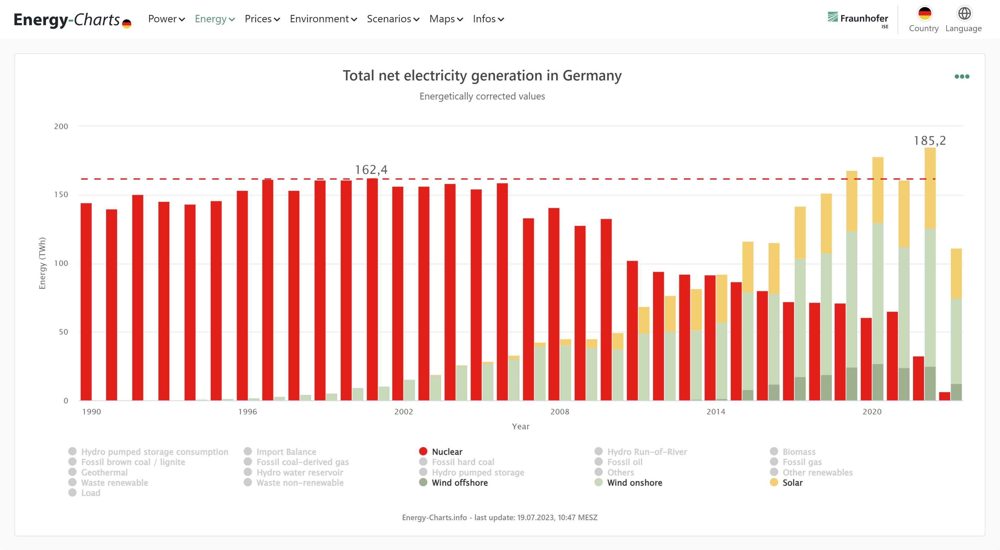 Energy-Charts Power Energy Prices Environment Scenarios Maps Infos Fraunhofer
ISE
Country Language
Total net electricity generation in Germany
Energetically corrected values
200
150
100
50
0
Energy (TWh)
162,4
185,2
1990 1996 2002 2008 2014 2020
Year
Hydro pumped storage consumption Import Balance Nuclear Hydro Run-of-River Biomass
Fossil brown coal / lignite Fossil coal-derived gas Fossil hard coal Fossil oil Fossil gas
Geothermal Hydro water reservoir Hydro pumped storage Others Other renewables
Waste renewable Waste non-renewable Wind offshore Wind onshore Solar
Load
Energy-Charts.info - last update: 19.07.2023, 10:47 MESZ